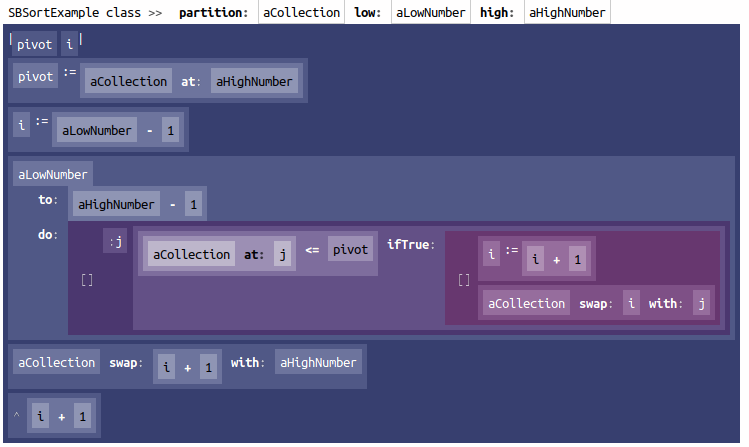 SBSortExample class >> partition: aCollection low: aLowNumber high: aHighNumber
| pivot i |
pivot := aCollection at: aHighNumber
i := aLowNumber - 1
aLowNumber
to: aHighNumber - 1
do: [] :j aCollection at: j <= pivot ifTrue: [] i := i + 1
aCollection swap: i with: j
aCollection swap: i + 1 with: aHighNumber
^ i + 1